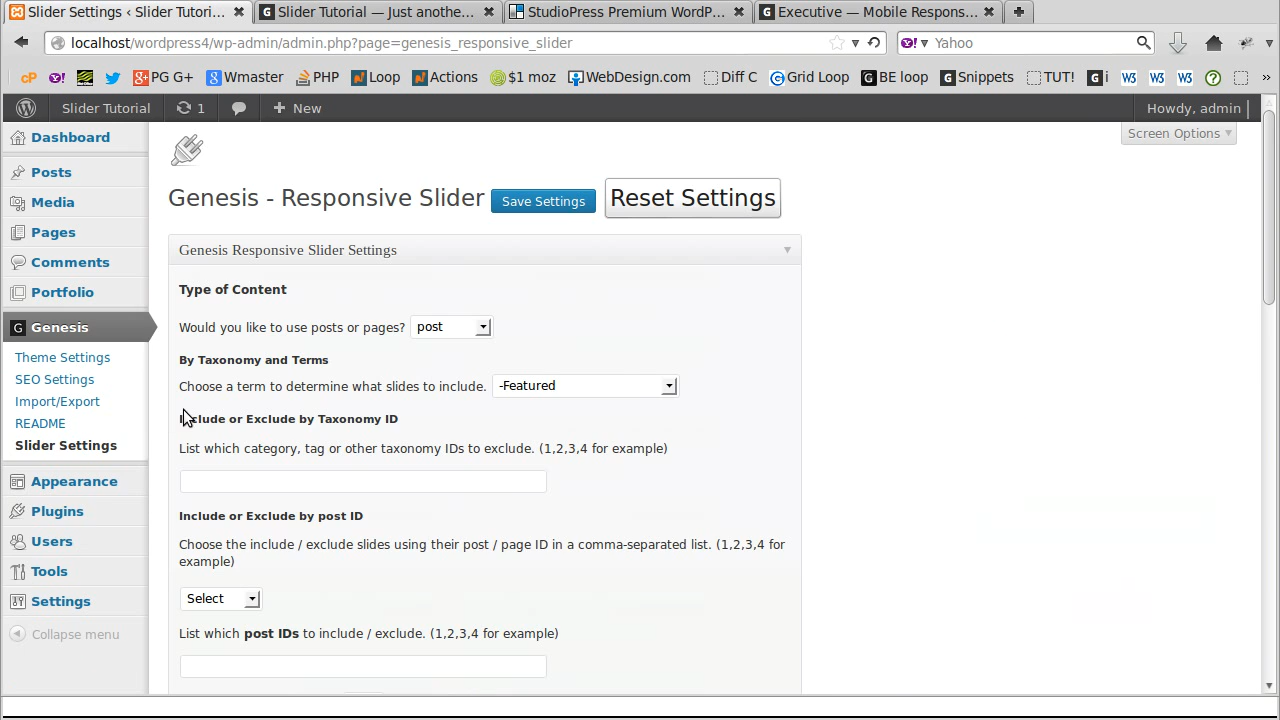 Slider Settings ‹ Slider Tutori...
Slider Tutorial — Just anothe...
StudioPress Premium WordP...
Executive — Mobile Respons...
localhost/wordpress4/wp-admin/admin.php?page=genesis_responsive_slider
Yahoo
cP
PG G+
Wmaster
PHP
Loop
Actions
$1 moz
WebDesign.com
Diff C
Grid Loop
BE loop
Snippets
TUT!
i
Slider Tutorial
1
New
Howdy, admin
Screen Options
Dashboard
Posts
Media
Pages
Comments
Portfolio
Genesis
Theme Settings
SEO Settings
Import/Export
README
Slider Settings
Appearance
Plugins
Users
Tools
Settings
Collapse menu
Genesis - Responsive Slider
Save Settings
Reset Settings
Genesis Responsive Slider Settings
Type of Content
Would you like to use posts or pages? post
By Taxonomy and Terms
Choose a term to determine what slides to include. -Featured
Include or Exclude by Taxonomy ID
List which category, tag or other taxonomy IDs to exclude. (1,2,3,4 for example)
Include or Exclude by post ID
Choose the include / exclude slides using their post / page ID in a comma-separated list. (1,2,3,4 for
example)
Select
List which post IDs to include / exclude. (1,2,3,4 for example)